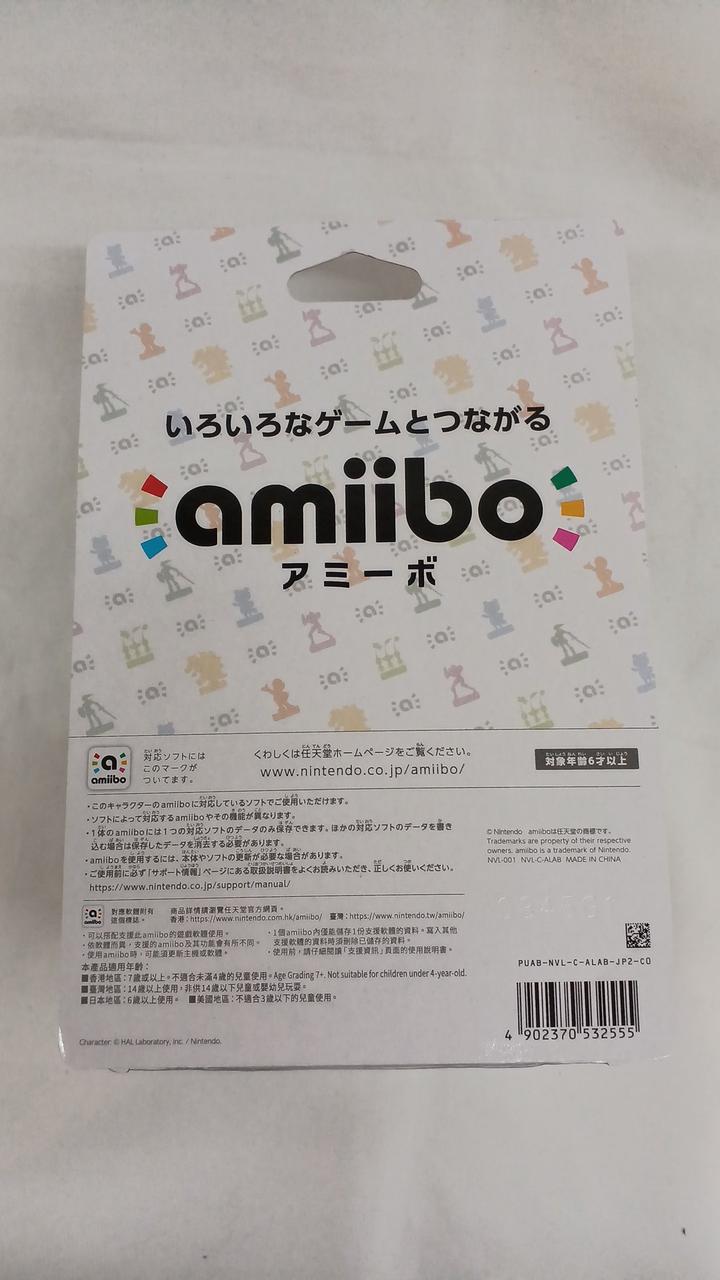 いろいろなゲームとつながる
amiibo
アミーボ
a
amiibo
対応ソフトには
このマークが
ついてます。
くわしくは任天堂ホームページをご覧ください。
www.nintendo.co.jp/amiibo/
対象年齢6才以上
・このキャラクターのamiiboに対応しているソフトでご使用いただけます。
・ソフトによって対応するamiiboやその機能が異なります。
・1体のamiiboには1つの対応ソフトのデータのみ保存できます。ほかの対応ソフトのデータを書き
込む場合は保存したデータを消去する必要があります。
・amiiboを使用するには、本体やソフトの更新が必要な場合があります。
・ご使用前に必ず「サポート情報」ページにある取扱説明書をよくお読みいただき、正しくお使いください。
https://www.nintendo.co.jp/support/manual/
© Nintendo amiiboは任天堂の商標です。
Trademarks are property of their respective
owners. amiibo is a trademark of Nintendo.
NVL-001 NVL-C-ALAB MADE IN CHINA
對應軟體附有
這個標誌。
商品詳情請瀏覽任天堂官方網頁。
香港:https://www.nintendo.com.hk/amiibo/ 臺灣:https://www.nintendo.tw/amiibo/
・可以搭配支援此amiibo的遊戲軟體使用。
・依軟體而異,支援的amiibo及其功能會有所不同。
・使用amiibo時,可能須更新主機或軟體。
・1個amiibo內僅能儲存1份支援軟體的資料。寫入其他
支援軟體的資料時須刪除已儲存的資料。
・使用前,請仔細閱讀「支援資訊」頁面的使用說明書。
本產品適用年齡:
■香港地區:7歲或以上。不適合未滿4歲的兒童使用。Age Grading 7+. Not suitable for children under 4-year-old.
■臺灣地區:14歲以上使用,非供14歲以下兒童或嬰幼兒玩耍。
■日本地區:6歲以上使用。 ■美國地區:不適合3歲以下的兒童使用。
PUAB-NVL-C-ALAB-JP2-C0
4 902370 532555
Character: © HAL Laboratory, Inc. / Nintendo.